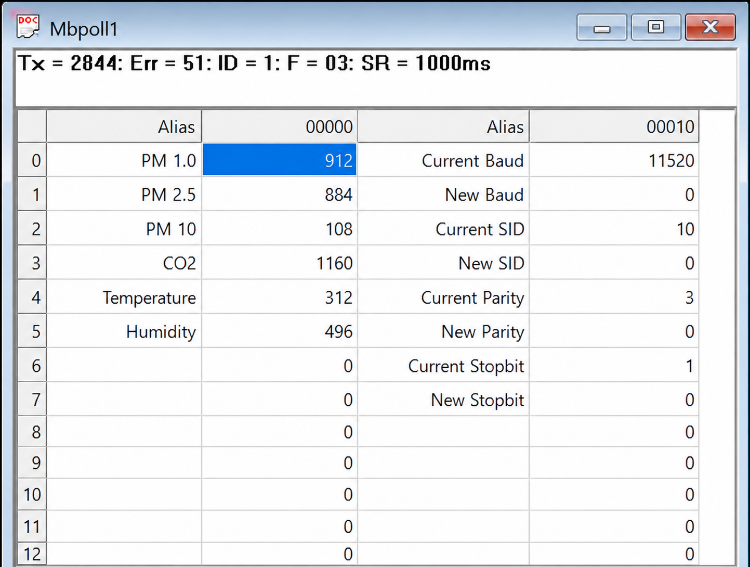 DOC
Mbpoll1
Tx = 2844: Err = 51: ID = 1: F = 03: SR = 1000ms
Alias 00000 Alias 00010
0 PM 1.0 912 Current Baud 11520
1 PM 2.5 884 New Baud 0
2 PM 10 108 Current SID 10
3 CO2 1160 New SID 0
4 Temperature 312 Current Parity 3
5 Humidity 496 New Parity 0
6 0 Current Stopbit 1
7 0 New Stopbit 0
8 0 0
9 0 0
10 0 0
11 0 0
12 0 0